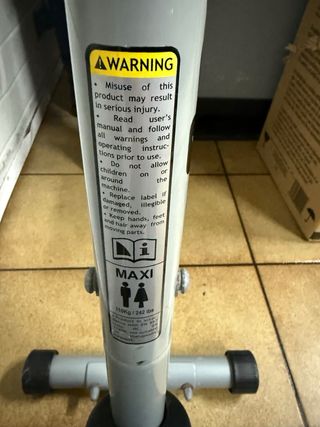 WARNING
• Misuse of this
product may result
in serious injury.
• Read user's
manual and follow
all warnings and
operating instruc-
tions prior to use.
• Do not allow
children on or
around the
machine.
• Replace label if
damaged, illegible
or removed.
• Keep hands, feet
and hair away from
moving parts.
MAXI
110Kg / 242 lbs